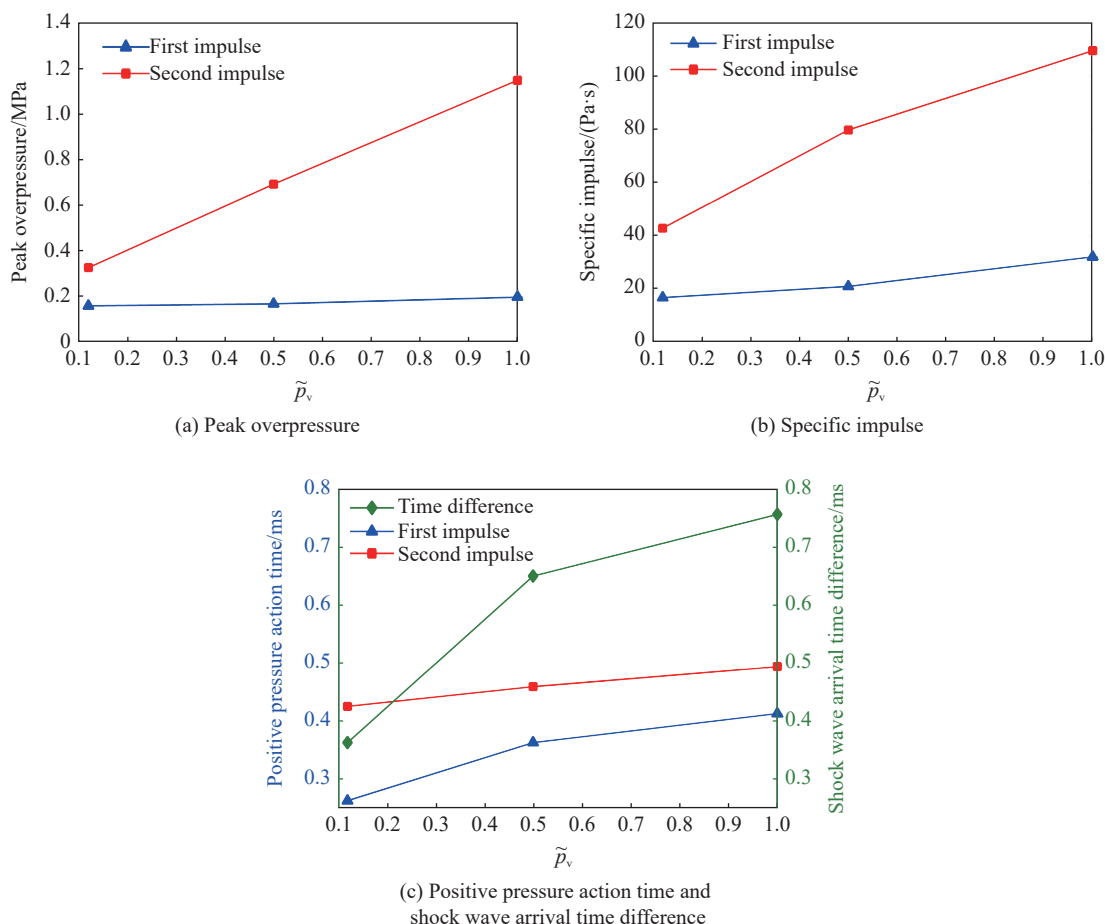 1.4
1.2
1.0
0.8
0.6
0.4
0.2
0
Peak overpressure/MPa
First impulse
Second impulse
0.1 0.2 0.3 0.4 0.5 0.6 0.7 0.8 0.9 1.0
p̃ᵥ
(a) Peak overpressure
120
100
80
60
40
20
0
Specific impulse/(Pa·s)
First impulse
Second impulse
0.1 0.2 0.3 0.4 0.5 0.6 0.7 0.8 0.9 1.0
p̃ᵥ
(b) Specific impulse
0.8
0.7
0.6
0.5
0.4
0.3
Positive pressure action time/ms
Time difference
First impulse
Second impulse
0.8
0.7
0.6
0.5
0.4
0.3
Shock wave arrival time difference/ms
0.1 0.2 0.3 0.4 0.5 0.6 0.7 0.8 0.9 1.0
p̃ᵥ
(c) Positive pressure action time and
shock wave arrival time difference